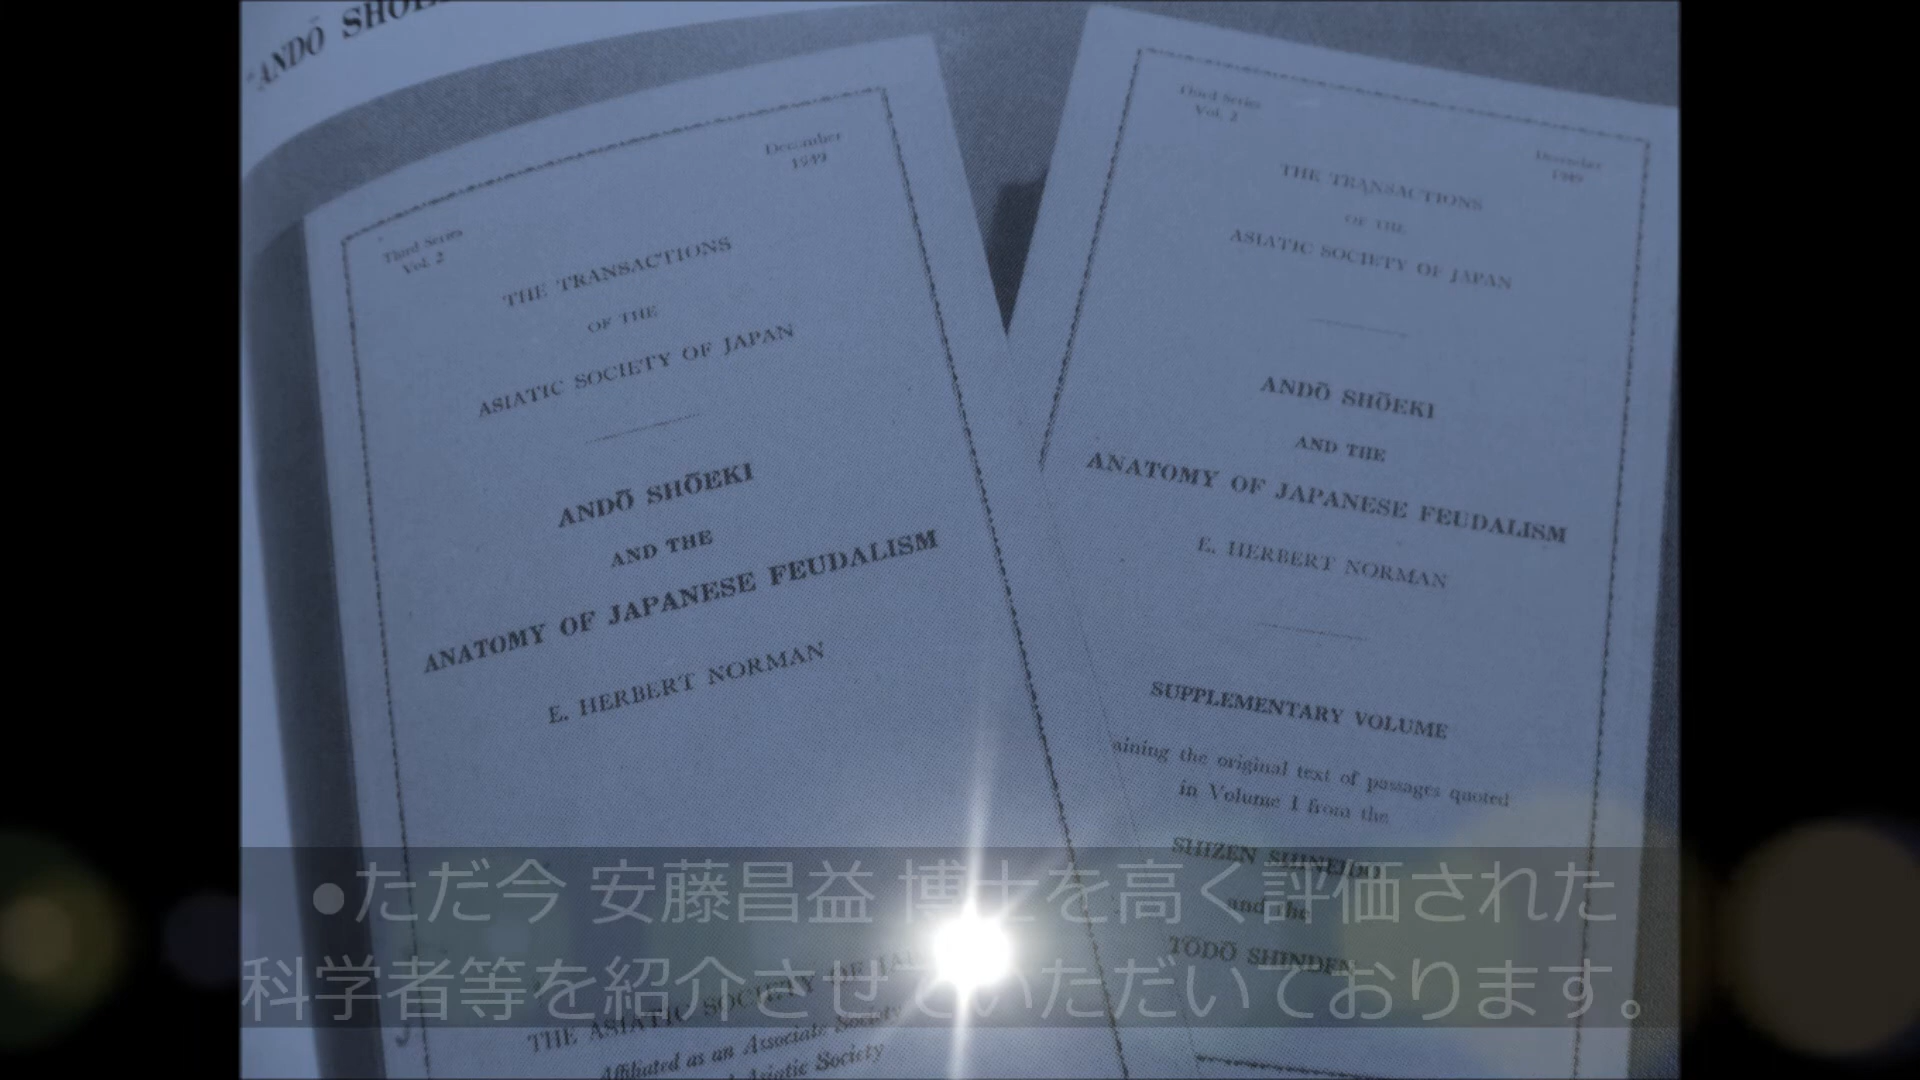 "ANDŌ
Third Series
Vol. 2
December
1949
THE TRANSACTIONS
OF THE
ASIATIC SOCIETY OF JAPAN
ANDŌ SHŌEKI
AND THE
ANATOMY OF JAPANESE FEUDALISM
E. HERBERT NORMAN
THE ASIATIC SOCIETY OF
Affiliated as an Associate Society
Asiatic Society
Third Series
Vol. 2
December
1949
THE TRANSACTIONS
OF THE
ASIATIC SOCIETY OF JAPAN
ANDŌ SHŌEKI
AND THE
ANATOMY OF JAPANESE FEUDALISM
E. HERBERT NORMAN
SUPPLEMENTARY VOLUME
aining the original text of passages quoted
in Volume I from the
SHIZEN SHINEIDO
and the
TŌDŌ SHINDEN
●ただ今 安藤昌益 博士を高く評価された
科学者等を紹介させていただいております。